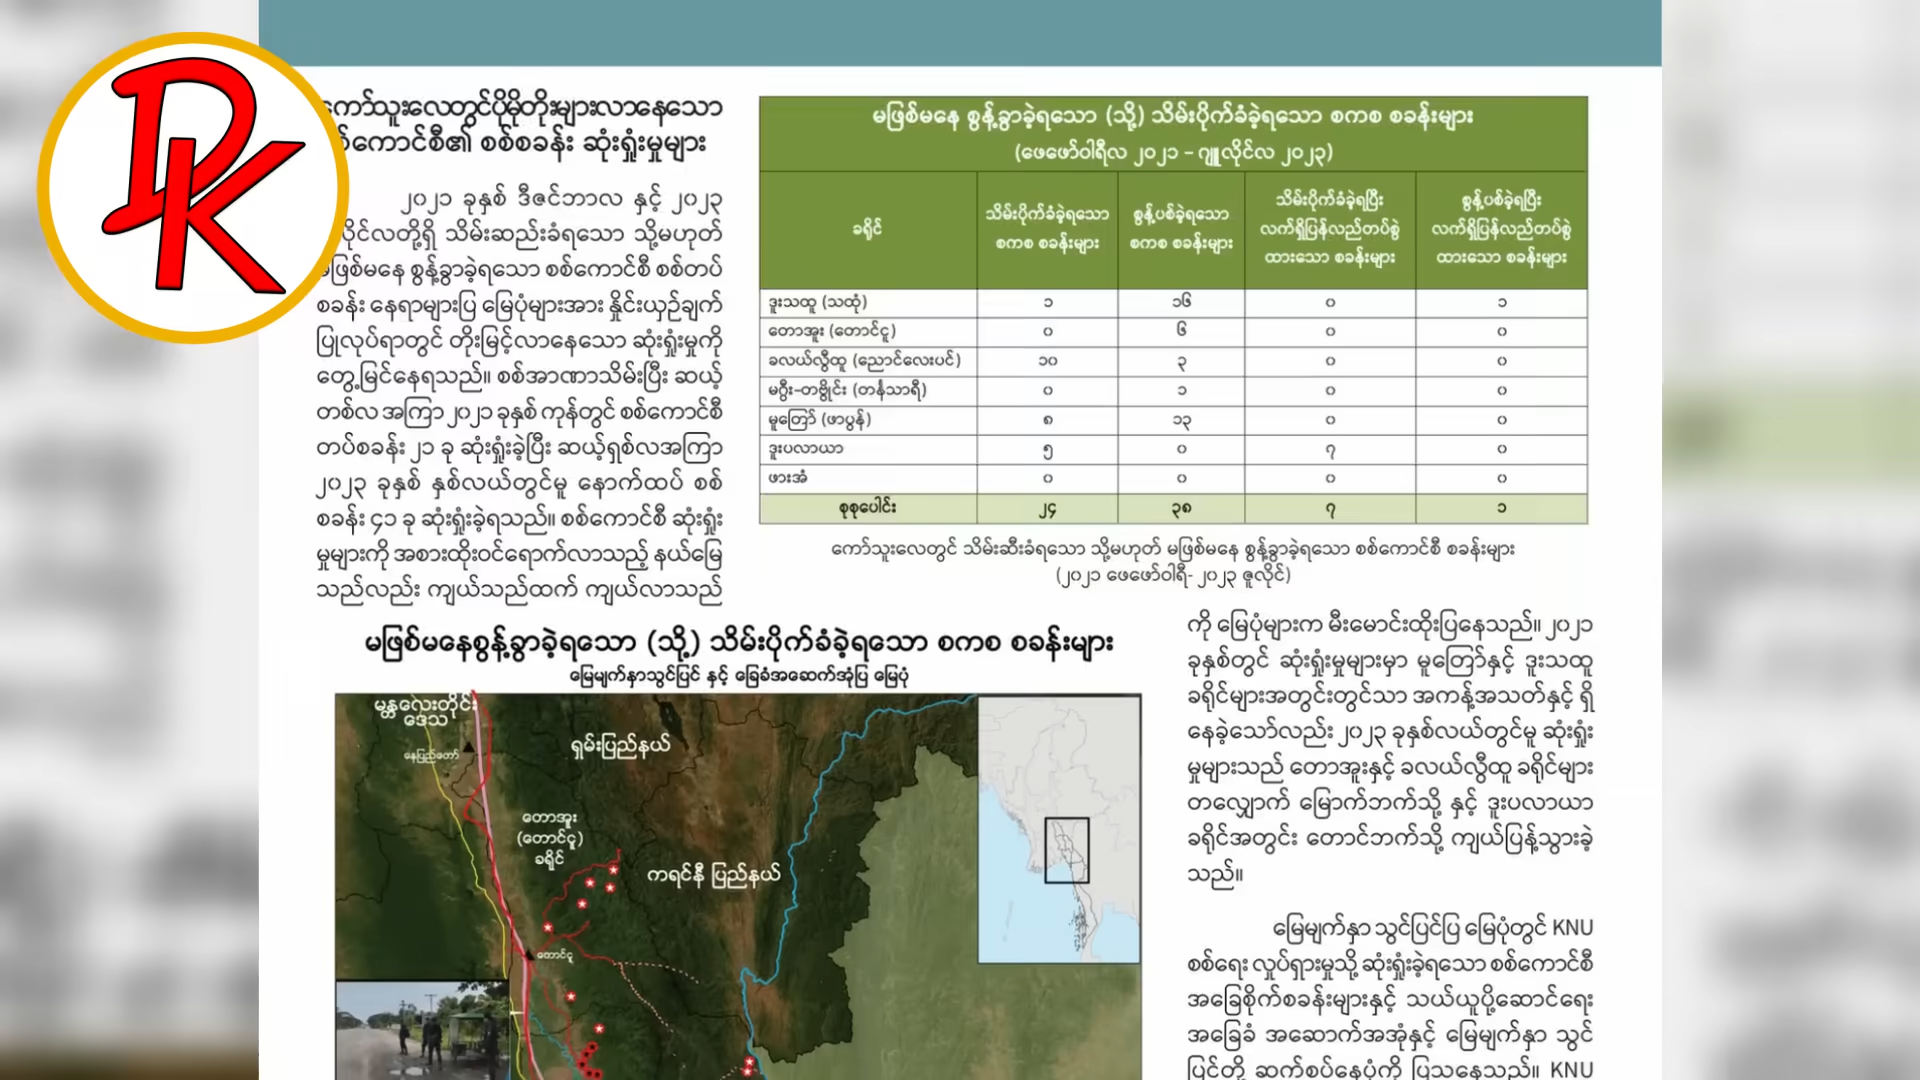 DK
ကော်သူးလေတွင်ပိုမိုတိုးများလာနေသော
စ်ကောင်စီ၏ စစ်စခန်း ဆုံးရှုံးမှုများ
၂၀၂၁ ခုနှစ် ဒီဇင်ဘာလ နှင့် ၂၀၂၃
ိုင်လတို့ရှိ သိမ်းဆည်းခံရသော သို့မဟုတ်
ဖြစ်မနေ စွန့်ခွာခဲ့ရသော စစ်ကောင်စီ စစ်တပ်
စခန်း နေရာများပြ မြေပုံများအား နှိုင်းယှဉ်ချက်
ပြုလုပ်ရာတွင် တိုးမြင့်လာနေသော ဆုံးရှုံးမှုကို
တွေ့မြင်နေရသည်။ စစ်အာဏာသိမ်းပြီး ဆယ့်
တစ်လ အကြာ ၂၀၂၁ ခုနှစ် ကုန်တွင် စစ်ကောင်စီ
တပ်စခန်း ၂၁ ခု ဆုံးရှုံးခဲ့ပြီး ဆယ့်ရှစ်လအကြာ
၂၀၂၃ ခုနှစ် နှစ်လယ်တွင်မူ နောက်ထပ် စစ်
စခန်း ၄၁ ခု ဆုံးရှုံးခဲ့ရသည်။ စစ်ကောင်စီ ဆုံးရှုံး
မှုများကို အစားထိုးဝင်ရောက်လာသည့် နယ်မြေ
သည်လည်း ကျယ်သည်ထက် ကျယ်လာသည်
မဖြစ်မနေ စွန့်ခွာခဲ့ရသော (သို့) သိမ်းပိုက်ခံခဲ့ရသော စကစ စခန်းများ
(ဖေဖော်ဝါရီလ ၂၀၂၁ – ဂျူလိုင်လ ၂၀၂၃)
ခရိုင် သိမ်းပိုက်ခံခဲ့ရသော စကစ စခန်းများ စွန့်ပစ်ခဲ့ရသော စကစ စခန်းများ သိမ်းပိုက်ခံခဲ့ရပြီး လက်ရှိပြန်လည်တပ်စွဲ ထားသော စခန်းများ စွန့်ပစ်ခဲ့ရပြီး လက်ရှိပြန်လည်တပ်စွဲ ထားသော စခန်းများ
ဒူးသထူ (သထုံ) ၁ ၁၆ ၀ ၁
တောအူး (တောင်ငူ) ၀ ၆ ၀ ၀
ခလယ်လွီထူ (ညောင်လေးပင်) ၁၀ ၃ ၀ ၀
မဂွိုး–တဗွိုင်း (တနင်္သာရီ) ၀ ၁ ၀ ၀
မူတြော် (ဖာပွန်) ၈ ၁၃ ၀ ၀
ဒူးပလာယာ ၅ ၀ ၇ ၀
ဖားအံ ၀ ၀ ၀ ၀
စုစုပေါင်း ၂၄ ၃၈ ၇ ၁
ကော်သူးလေတွင် သိမ်းဆီးခံရသော သို့မဟုတ် မဖြစ်မနေ စွန့်ခွာခဲ့ရသော စစ်ကောင်စီ စခန်းများ
(၂၀၂၁ ဖေဖော်ဝါရီ- ၂၀၂၃ ဇူလိုင်)
မဖြစ်မနေစွန့်ခွာခဲ့ရသော (သို့) သိမ်းပိုက်ခံခဲ့ရသော စကစ စခန်းများ
မြေမျက်နှာသွင်ပြင် နှင့် ခြေခံအဆောက်အုံပြ မြေပုံ
မန္တလေးတိုင်း
ဒေသ
နေပြည်တော်
ရှမ်းပြည်နယ်
တောအူး
(တောင်ငူ)
ခရိုင်
ကရင်နီ ပြည်နယ်
တောင်ငူ
ကို မြေပုံများက မီးမောင်းထိုးပြနေသည်။ ၂၀၂၁
ခုနှစ်တွင် ဆုံးရှုံးမှုများမှာ မူတြော်နှင့် ဒူးသထူ
ခရိုင်များအတွင်းတွင်သာ အကန့်အသတ်နှင့် ရှိ
နေခဲ့သော်လည်း ၂၀၂၃ ခုနှစ်လယ်တွင်မူ ဆုံးရှုံး
မှုများသည် တောအူးနှင့် ခလယ်လွီထူ ခရိုင်များ
တလျှောက် မြောက်ဘက်သို့ နှင့် ဒူးပလာယာ
ခရိုင်အတွင်း တောင်ဘက်သို့ ကျယ်ပြန့်သွားခဲ့
သည်။
မြေမျက်နှာ သွင်ပြင်ပြ မြေပုံတွင် KNU
စစ်ရေး လှုပ်ရှားမှုသို့ ဆုံးရှုံးခဲ့ရသော စစ်ကောင်စီ
အခြေစိုက်စခန်းများနှင့် သယ်ယူပို့ဆောင်ရေး
အခြေခံ အဆောက်အအုံနှင့် မြေမျက်နှာ သွင်
ပြင်တို့ ဆက်စပ်နေပုံကို ပြသနေသည်။ KNU